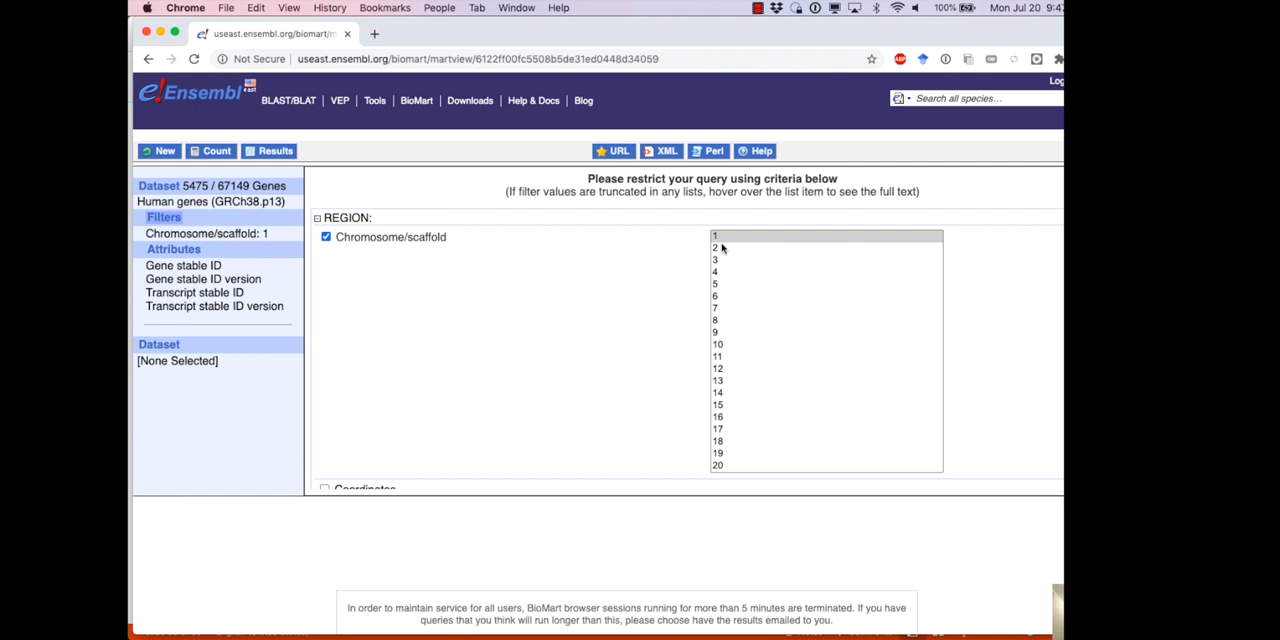 Chrome File Edit View History Bookmarks People Tab Window Help 100% Mon Jul 20 9:4
useast.ensembl.org/biomart/m
Not Secure useast.ensembl.org/biomart/martview/6122ff00fc5508b5de31ed0448d34059
Log
e!Ensembl east BLAST/BLAT VEP Tools BioMart Downloads Help & Docs Blog Search all species…
New Count Results URL XML Perl Help
Dataset 5475 / 67149 Genes
Human genes (GRCh38.p13)
Filters
Chromosome/scaffold: 1
Attributes
Gene stable ID
Gene stable ID version
Transcript stable ID
Transcript stable ID version
Dataset
[None Selected]
Please restrict your query using criteria below
(If filter values are truncated in any lists, hover over the list item to see the full text)
REGION:
Chromosome/scaffold
1
2
3
4
5
6
7
8
9
10
11
12
13
14
15
16
17
18
19
20
Coordinates
In order to maintain service for all users, BioMart browser sessions running for more than 5 minutes are terminated. If you have
queries that you think will run longer than this, please choose have the results emailed to you.